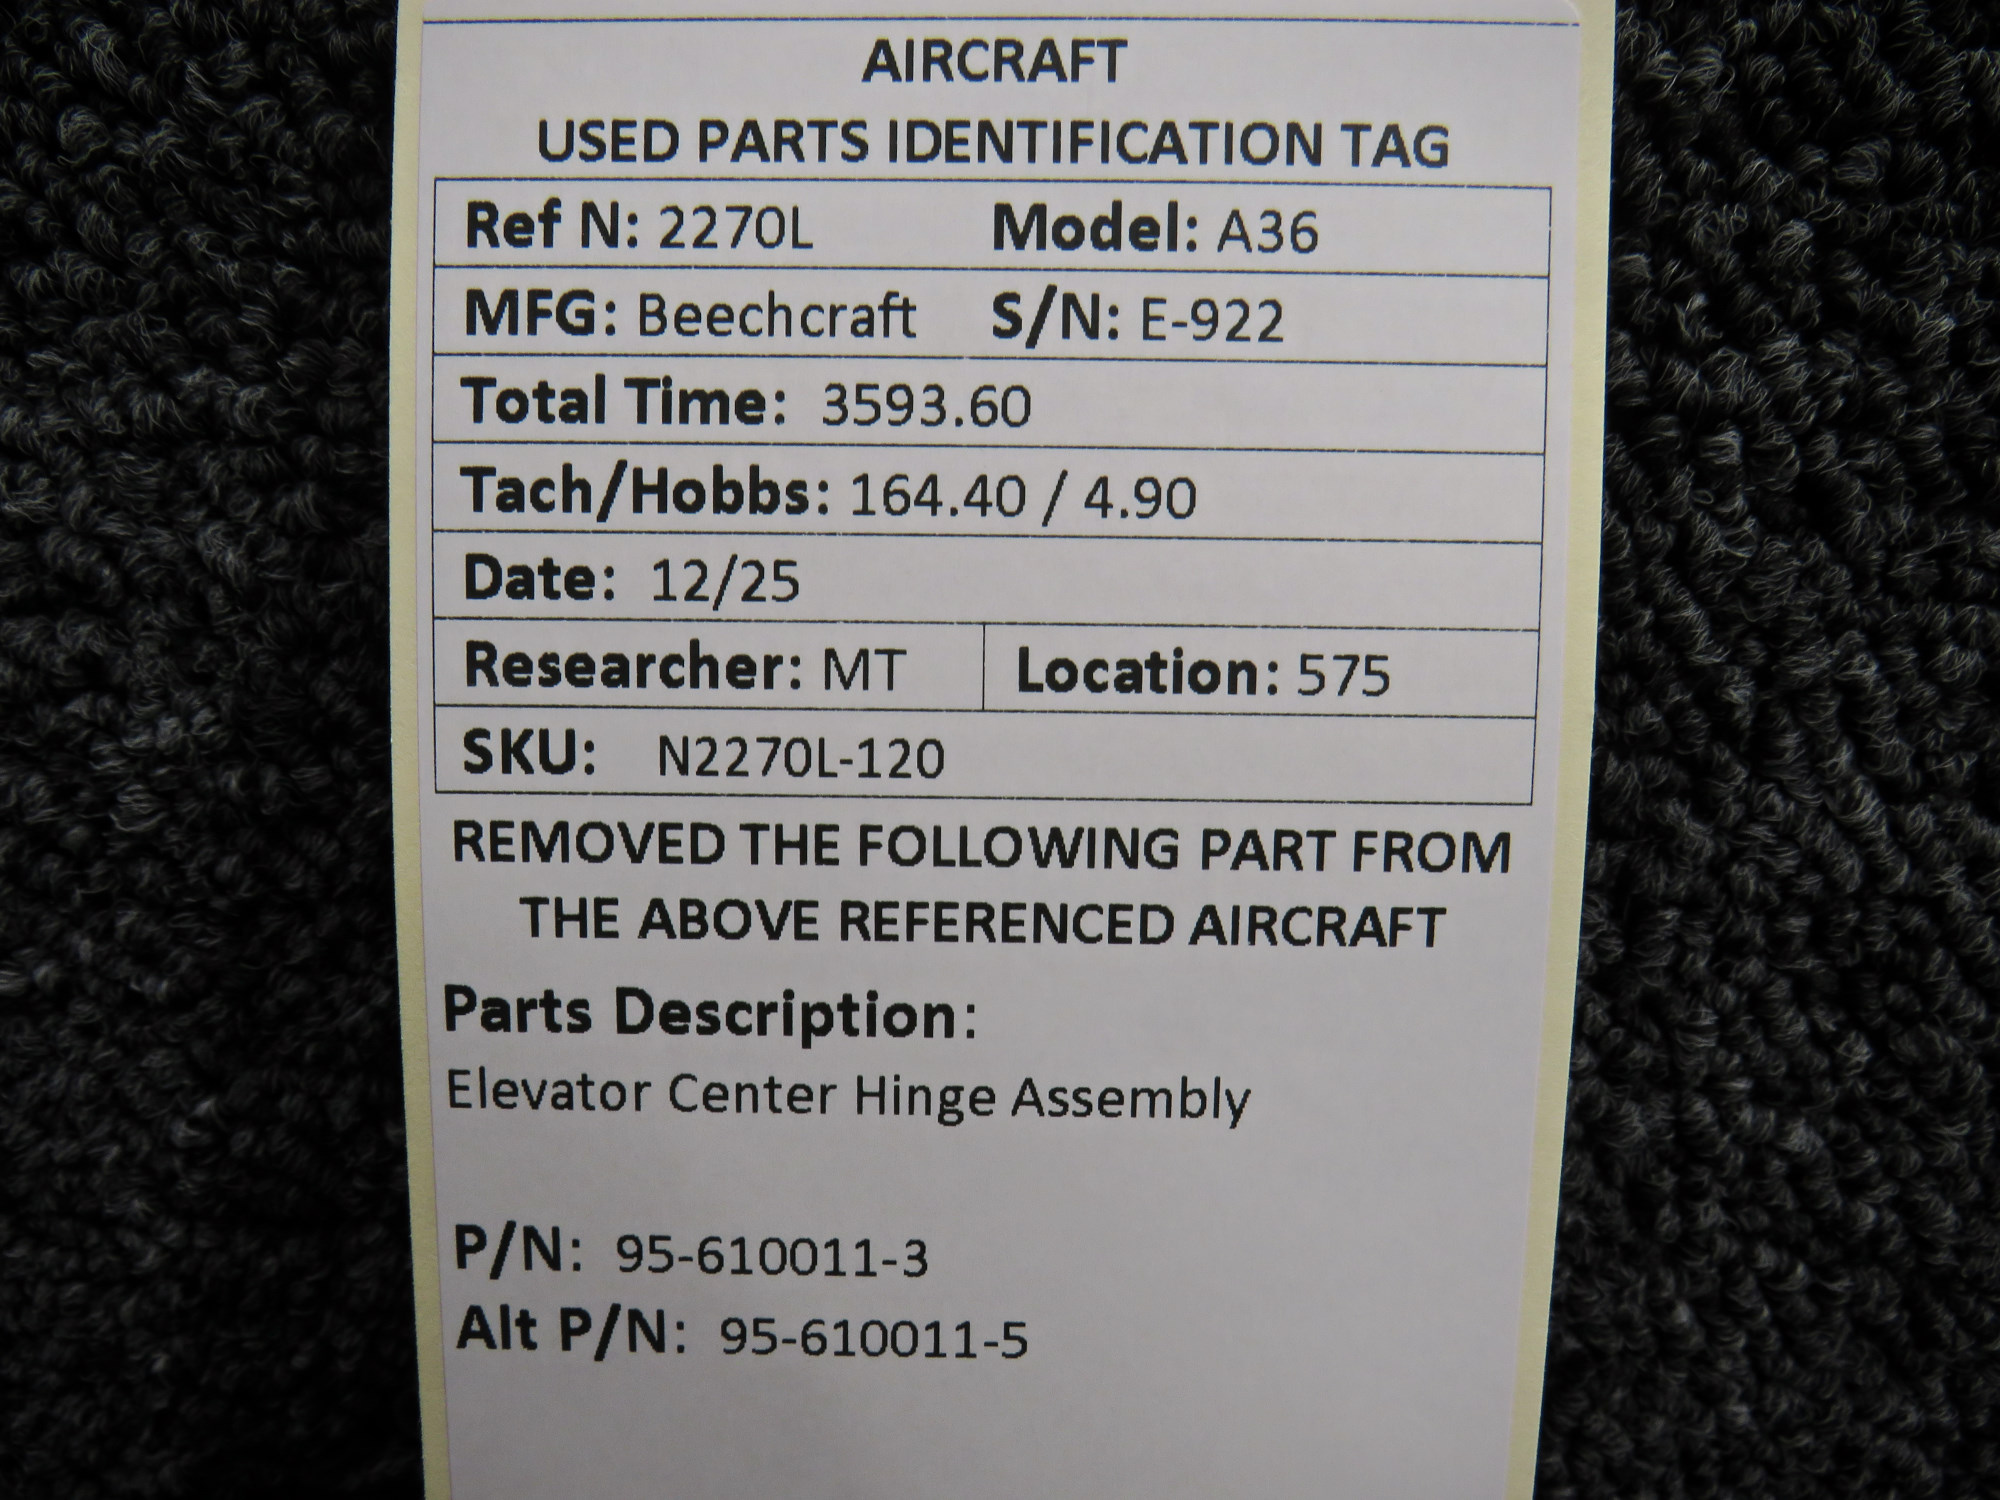 AIRCRAFT
USED PARTS IDENTIFICATION TAG
Ref N: 2270L Model: A36
MFG: Beechcraft S/N: E-922
Total Time: 3593.60
Tach/Hobbs: 164.40 / 4.90
Date: 12/25
Researcher: MT Location: 575
SKU: N2270L-120
REMOVED THE FOLLOWING PART FROM
THE ABOVE REFERENCED AIRCRAFT
Parts Description:
Elevator Center Hinge Assembly
P/N: 95-610011-3
Alt P/N: 95-610011-5